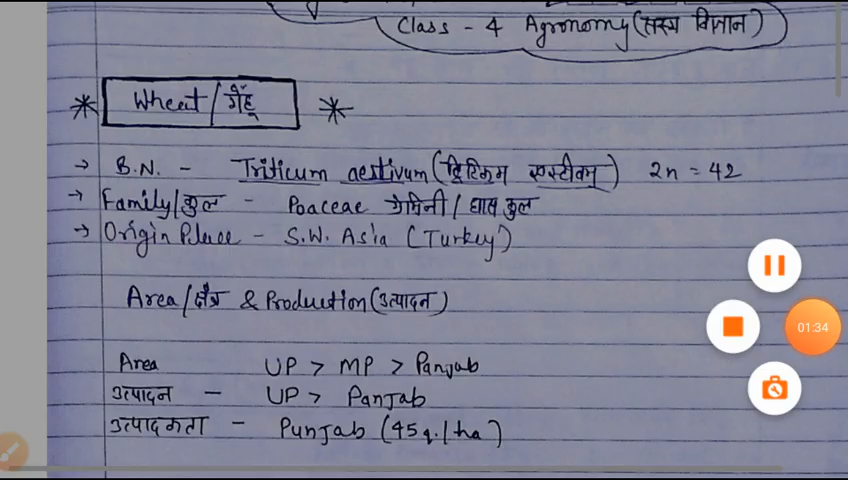 Class - 4 Agronomy (सस्य विज्ञान)
* Wheat / गेंहू *
→ B.N. - Triticum aestivum (ट्रिटिकम एस्टीवम्) 2n = 42
→ Family / कुल - Poaceae ग्रेमिनी / घास कुल
→ Origin Place - S.W. Asia (Turkey)
Area / क्षेत्र & Production (उत्पादन)
Area UP > MP > Panjab
उत्पादन - UP > Panjab
उत्पादकता - Punjab (45 q. / ha)
01:34